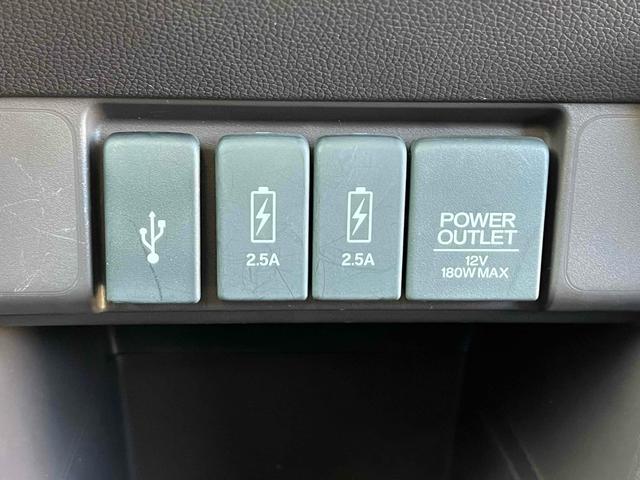 2.5A
2.5A
POWER
OUTLET
12V
180W MAX